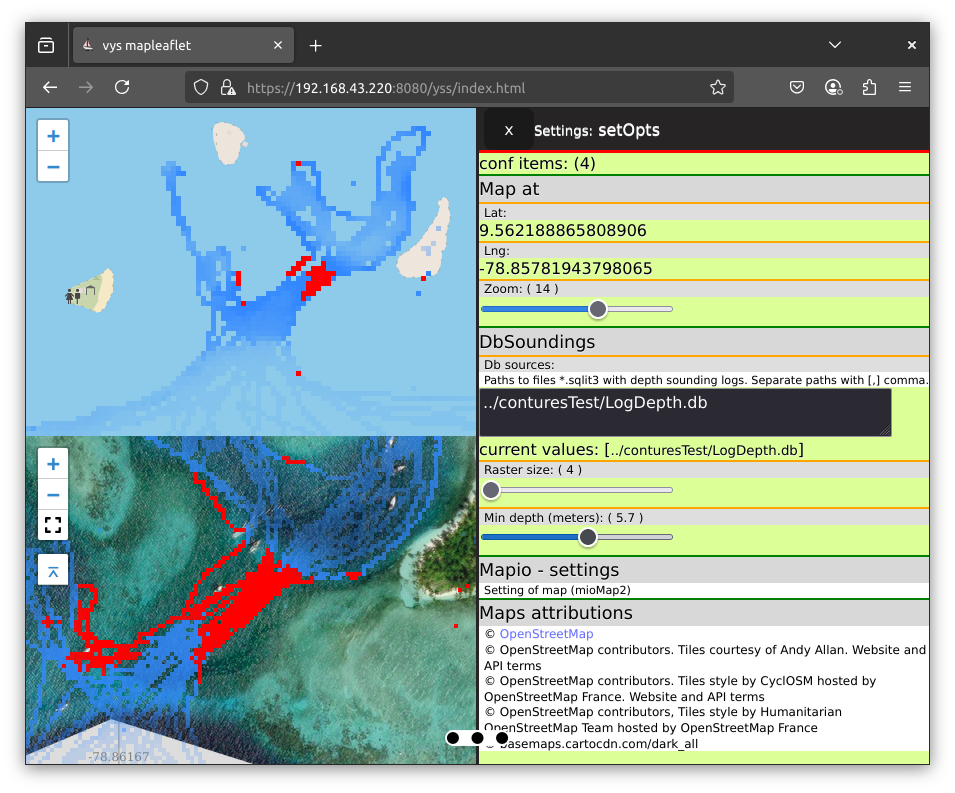 vys mapleaflet
https://192.168.43.220:8080/yss/index.html
+
−
+
−
-78.86167
x Settings: setOpts
conf items: (4)
Map at
Lat:
9.562188865808906
Lng:
-78.85781943798065
Zoom: ( 14 )
DbSoundings
Db sources:
Paths to files *.sqlit3 with depth sounding logs. Separate paths with [,] comma.
../conturesTest/LogDepth.db
current values: [../conturesTest/LogDepth.db]
Raster size: ( 4 )
Min depth (meters): ( 5.7 )
Mapio - settings
Setting of map (mioMap2)
Maps attributions
© OpenStreetMap
© OpenStreetMap contributors. Tiles courtesy of Andy Allan. Website and
API terms
© OpenStreetMap contributors. Tiles style by CyclOSM hosted by
OpenStreetMap France. Website and API terms
© OpenStreetMap contributors, Tiles style by Humanitarian
OpenStreetMap Team hosted by OpenStreetMap France
© basemaps.cartocdn.com/dark_all